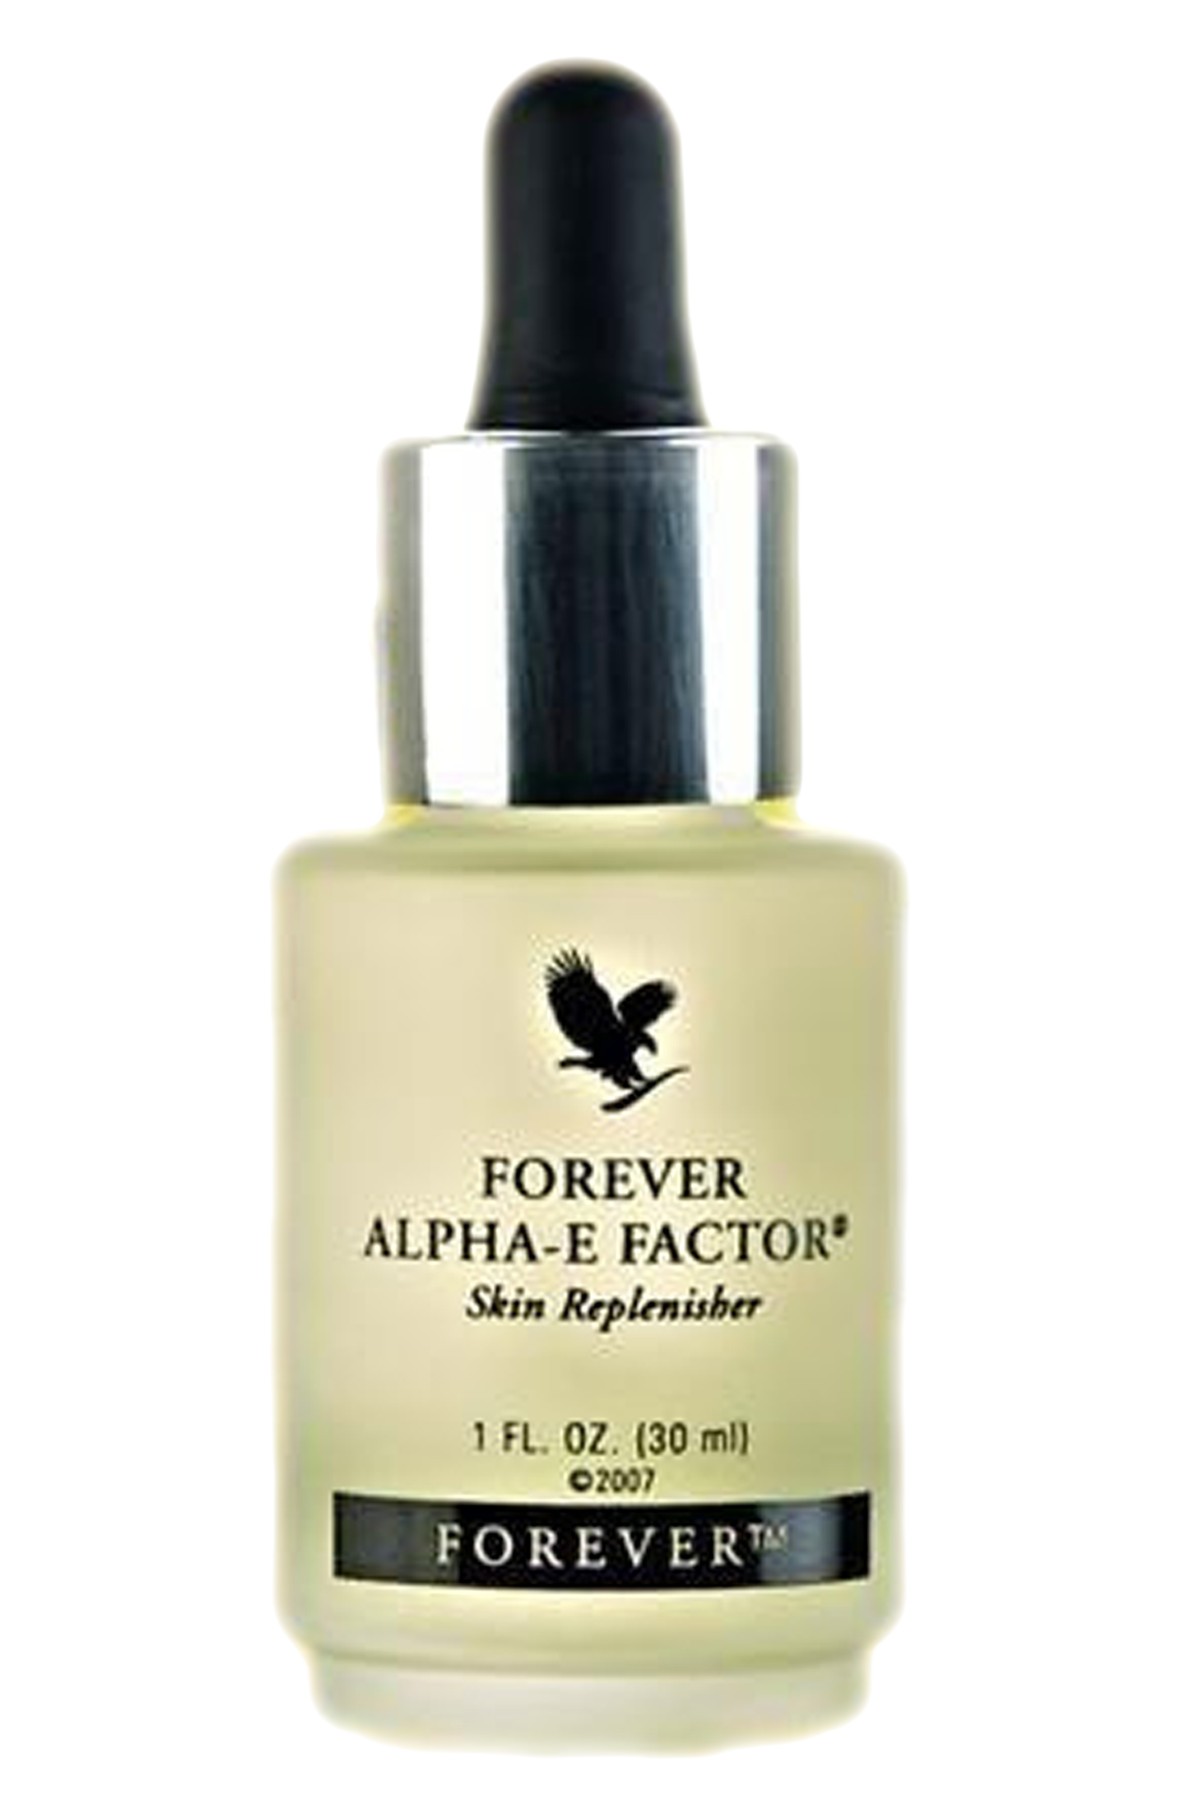 FOREVER
ALPHA-E FACTOR®
Skin Replenisher
1 FL. OZ. (30 ml)
©2007
FOREVER™